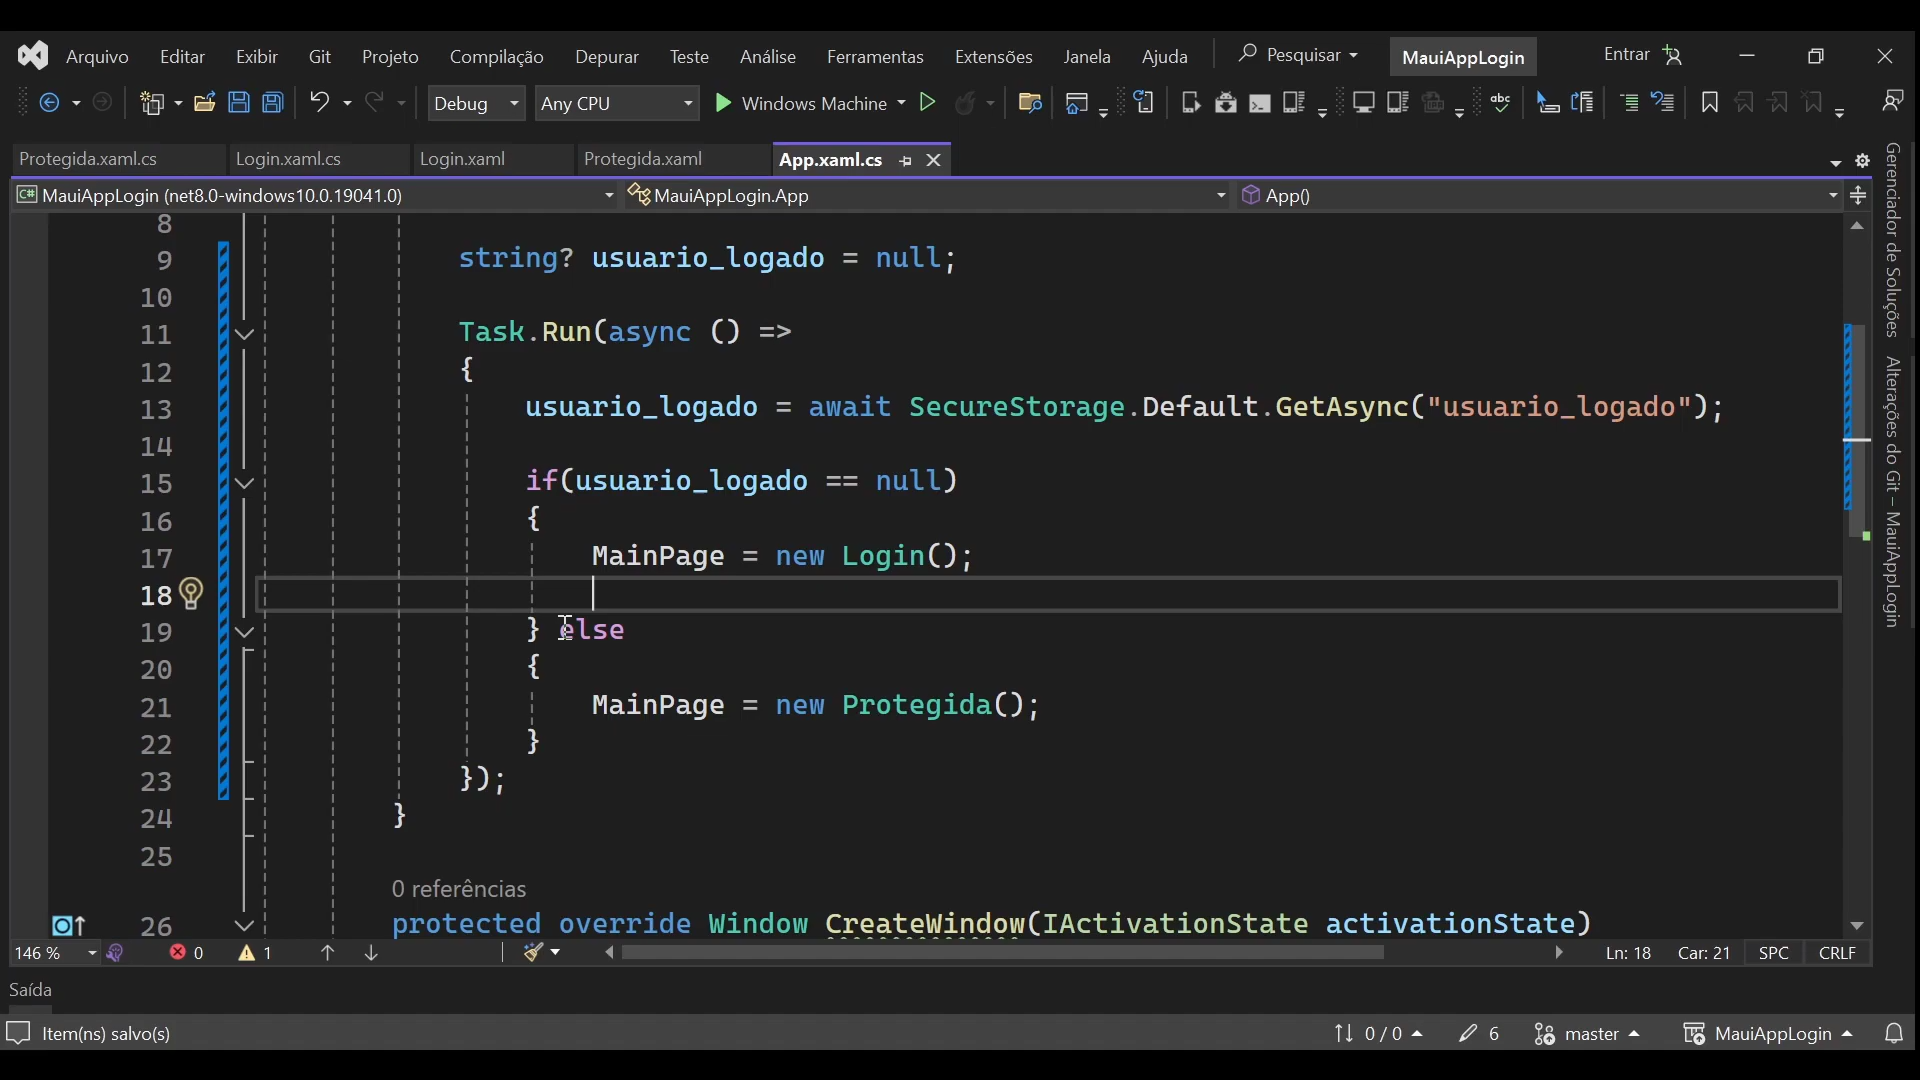 Arquivo Editar Exibir Git Projeto Compilação Depurar Teste Análise Ferramentas Extensões Janela Ajuda Pesquisar MauiAppLogin Entrar
Debug Any CPU Windows Machine
Protegida.xaml.cs Login.xaml.cs Login.xaml Protegida.xaml App.xaml.cs
C# MauiAppLogin (net8.0-windows10.0.19041.0) MauiAppLogin.App App()
8
9 string? usuario_logado = null;
10
11 Task.Run(async () =>
12 {
13 usuario_logado = await SecureStorage.Default.GetAsync("usuario_logado");
14
15 if(usuario_logado == null)
16 {
17 MainPage = new Login();
18
19 } else
20 {
21 MainPage = new Protegida();
22 }
23 });
24 }
25
0 referências
26 protected override Window CreateWindow(IActivationState activationState)
146 % 0 1 Ln: 18 Car: 21 SPC CRLF
Saída
Item(ns) salvo(s) 0 / 0 6 master MauiAppLogin
Gerenciador de Soluções
Alterações do Git – MauiAppLogin